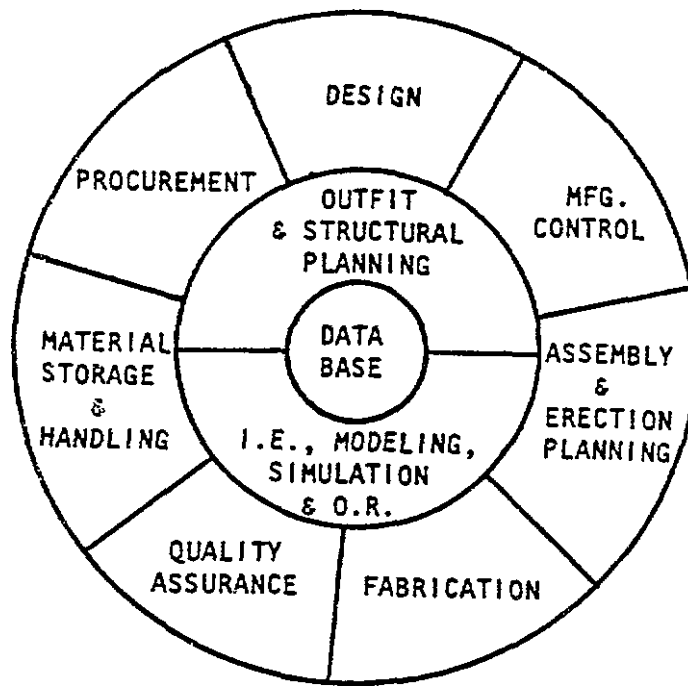 DESIGN
PROCUREMENT
MFG.
CONTROL
OUTFIT
& STRUCTURAL
PLANNING
MATERIAL
STORAGE
&
HANDLING
DATA
BASE
ASSEMBLY
&
ERECTION
PLANNING
I.E., MODELING,
SIMULATION
& O.R.
QUALITY
ASSURANCE
FABRICATION